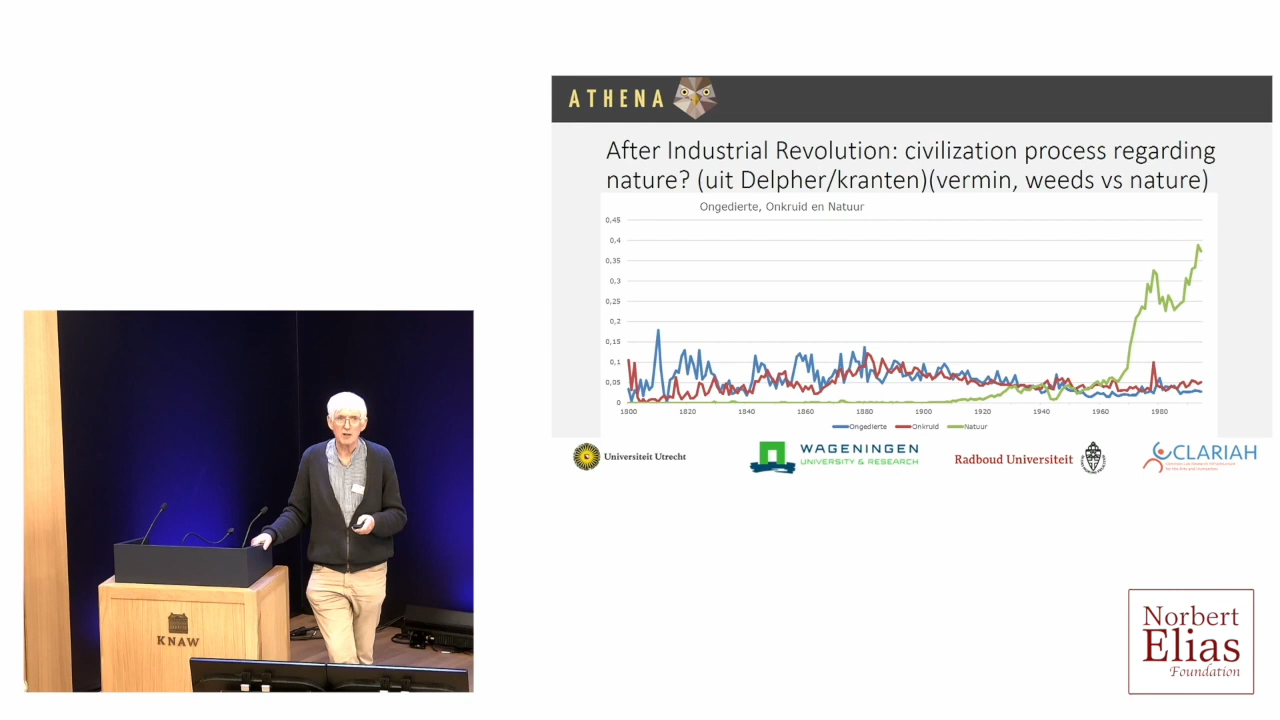 ATHENA
After Industrial Revolution: civilization process regarding
nature? (uit Delpher/kranten)(vermin, weeds vs nature)
Ongedierte, Onkruid en Natuur
0,45
0,4
0,35
0,3
0,25
0,2
0,15
0,1
0,05
0
1800 1820 1840 1860 1880 1900 1920 1940 1960 1980
Ongedierte Onkruid Natuur
Universiteit Utrecht
WAGENINGEN
UNIVERSITY & RESEARCH
Radboud Universiteit
CLARIAH
KNAW
Norbert
Elias
Foundation